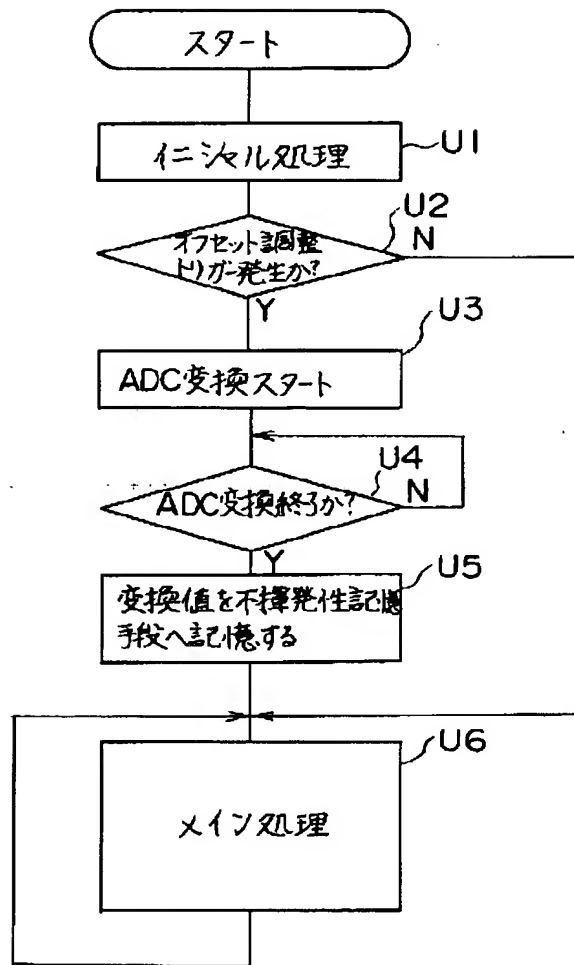 スタート
イニシャル処理
U1
オフセット調整
トリガー発生か?
U2
N
Y
U3
ADC変換スタート
U4
ADC変換終了か?
N
Y
U5
変換値を不揮発性記憶
手段へ記憶する
U6
メイン処理